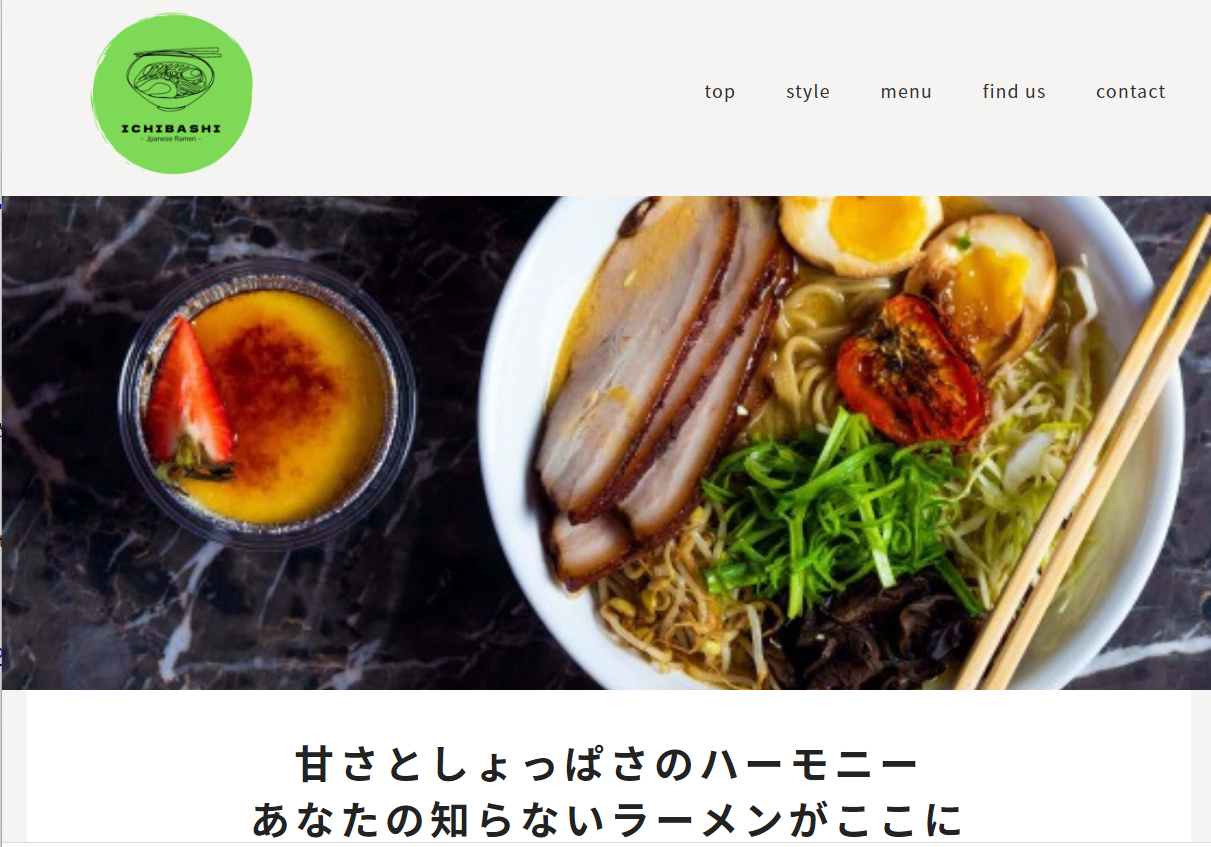 ICHIBASHI
- Jpanese Ramen -
top style menu find us contact
甘さとしょっぱさのハーモニー
あなたの知らないラーメンがここに